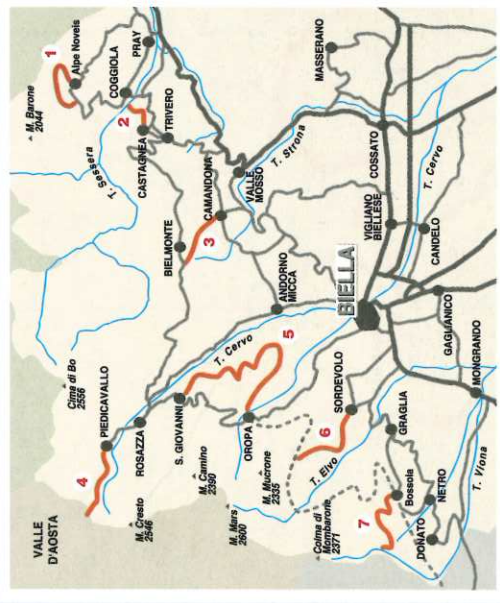 VALLE
D'AOSTA
M. Barone
2044
1
Alpe Noveis
COGGIOLA
PRAY
2
CASTAGNEA
TRIVERO
T. Sessera
MASSERANO
Cima di Bo
2556
BIELMONTE
CAMANDONA
3
VALLE
MOSSO
T. Strona
COSSATO
4
PIEDICAVALLO
ROSAZZA
M. Cresto
2546
S. GIOVANNI
T. Cervo
5
ANDORNO
MICCA
VIGLIANO
BIELLESE
T. Cervo
CANDELO
M. Camino
2390
OROPA
BIELLA
M. Mars
2600
M. Mucrone
2335
SORDEVOLO
6
GAGLIANICO
Colma di
Mombarone
2371
T. Elvo
GRAGLIA
MONGRANDO
7
Bossola
NETRO
DONATO
T. Viona